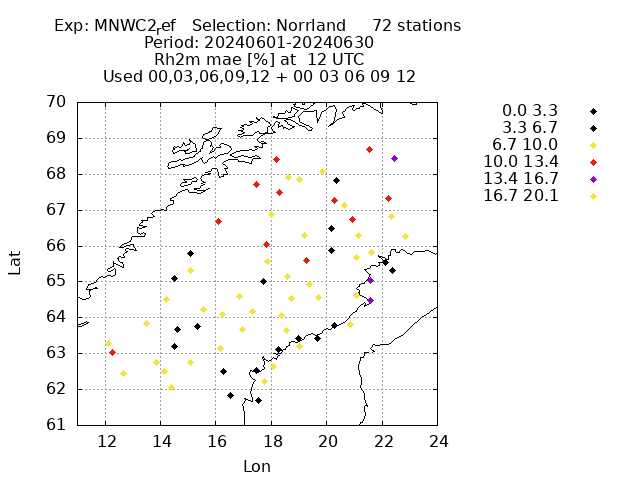 Exp: MNWC2ref Selection: Norrland 72 stations
Period: 20240601-20240630
Rh2m mae [%] at 12 UTC
Used 00,03,06,09,12 + 00 03 06 09 12
0.0 3.3
3.3 6.7
6.7 10.0
10.0 13.4
13.4 16.7
16.7 20.1
70
69
68
67
66
65
64
63
62
61
Lat
12 14 16 18 20 22 24
Lon